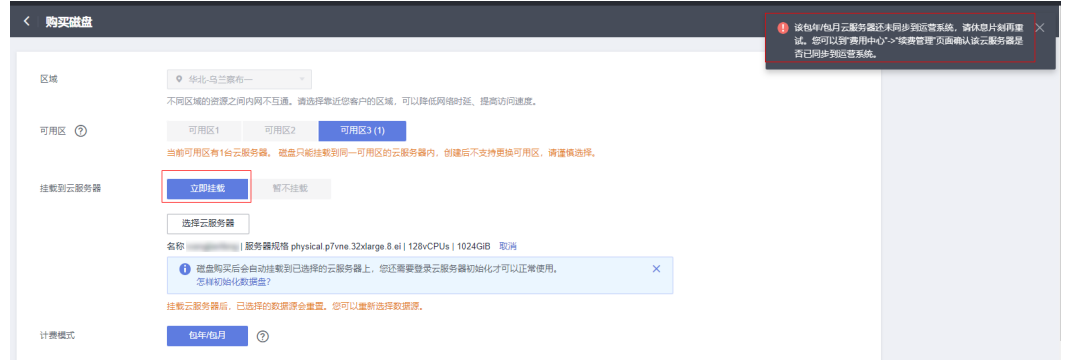 购买磁盘
该包年/包月云服务器还未同步到运营系统，请休息片刻再重
试。您可以到"费用中心"->"续费管理"页面确认该云服务器是
否已同步到运营系统。
区域
华北-乌兰察布一
不同区域的资源之间内网不互通。请选择靠近您客户的区域，可以降低网络时延、提高访问速度。
可用区
可用区1 可用区2 可用区3 (1)
当前可用区有1台云服务器。 磁盘只能挂载到同一可用区的云服务器内，创建后不支持更换可用区，请谨慎选择。
挂载到云服务器
立即挂载 暂不挂载
选择云服务器
名称 | 服务器规格 physical.p7vne.32xlarge.8.ei | 128vCPUs | 1024GiB 取消
磁盘购买后会自动挂载到已选择的云服务器上，您还需要登录云服务器初始化才可以正常使用。
怎样初始化数据盘？
挂载云服务器后，已选择的数据源会重置。您可以重新选择数据源。
计费模式
包年/包月